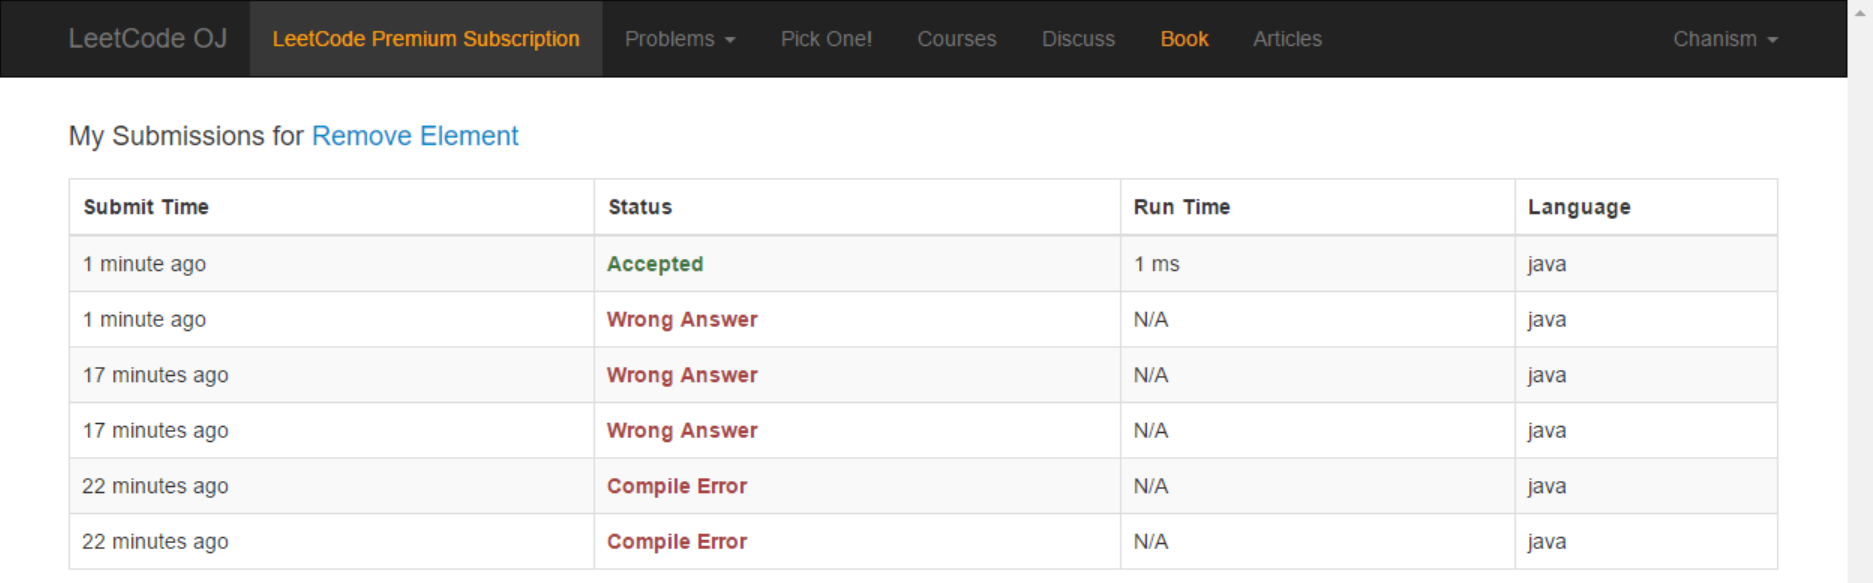 LeetCode OJ LeetCode Premium Subscription Problems Pick One! Courses Discuss Book Articles Chanism
My Submissions for Remove Element
Submit Time Status Run Time Language
1 minute ago Accepted 1 ms java
1 minute ago Wrong Answer N/A java
17 minutes ago Wrong Answer N/A java
17 minutes ago Wrong Answer N/A java
22 minutes ago Compile Error N/A java
22 minutes ago Compile Error N/A java